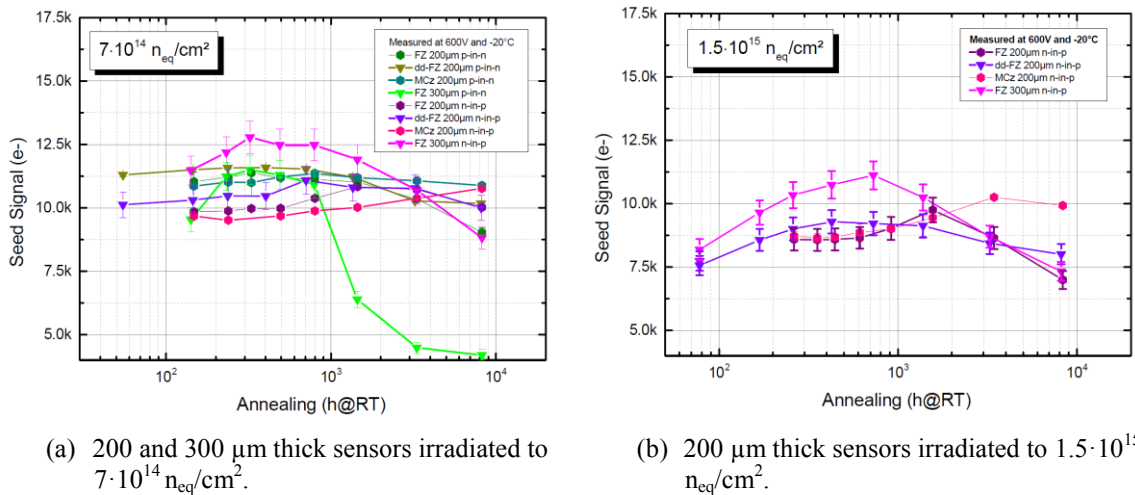 7·10¹⁴ n_eq/cm²
Measured at 600V and -20°C
FZ 200µm p-in-n
dd-FZ 200µm p-in-n
MCz 200µm p-in-n
FZ 300µm p-in-n
FZ 200µm n-in-p
dd-FZ 200µm n-in-p
MCz 200µm n-in-p
FZ 300µm n-in-p
17.5k
15.0k
12.5k
10.0k
7.5k
5.0k
Seed Signal (e-)
10²
10³
10⁴
Annealing (h@RT)
(a) 200 and 300 µm thick sensors irradiated to
7·10¹⁴ n_eq/cm².
1.5·10¹⁵ n_eq/cm²
Measured at 600V and -20°C
FZ 200µm n-in-p
dd-FZ 200µm n-in-p
MCz 200µm n-in-p
FZ 300µm n-in-p
17.5k
15.0k
12.5k
10.0k
7.5k
5.0k
Seed Signal (e-)
10²
10³
10⁴
Annealing (h@RT)
(b) 200 µm thick sensors irradiated to 1.5·10¹⁵
n_eq/cm².